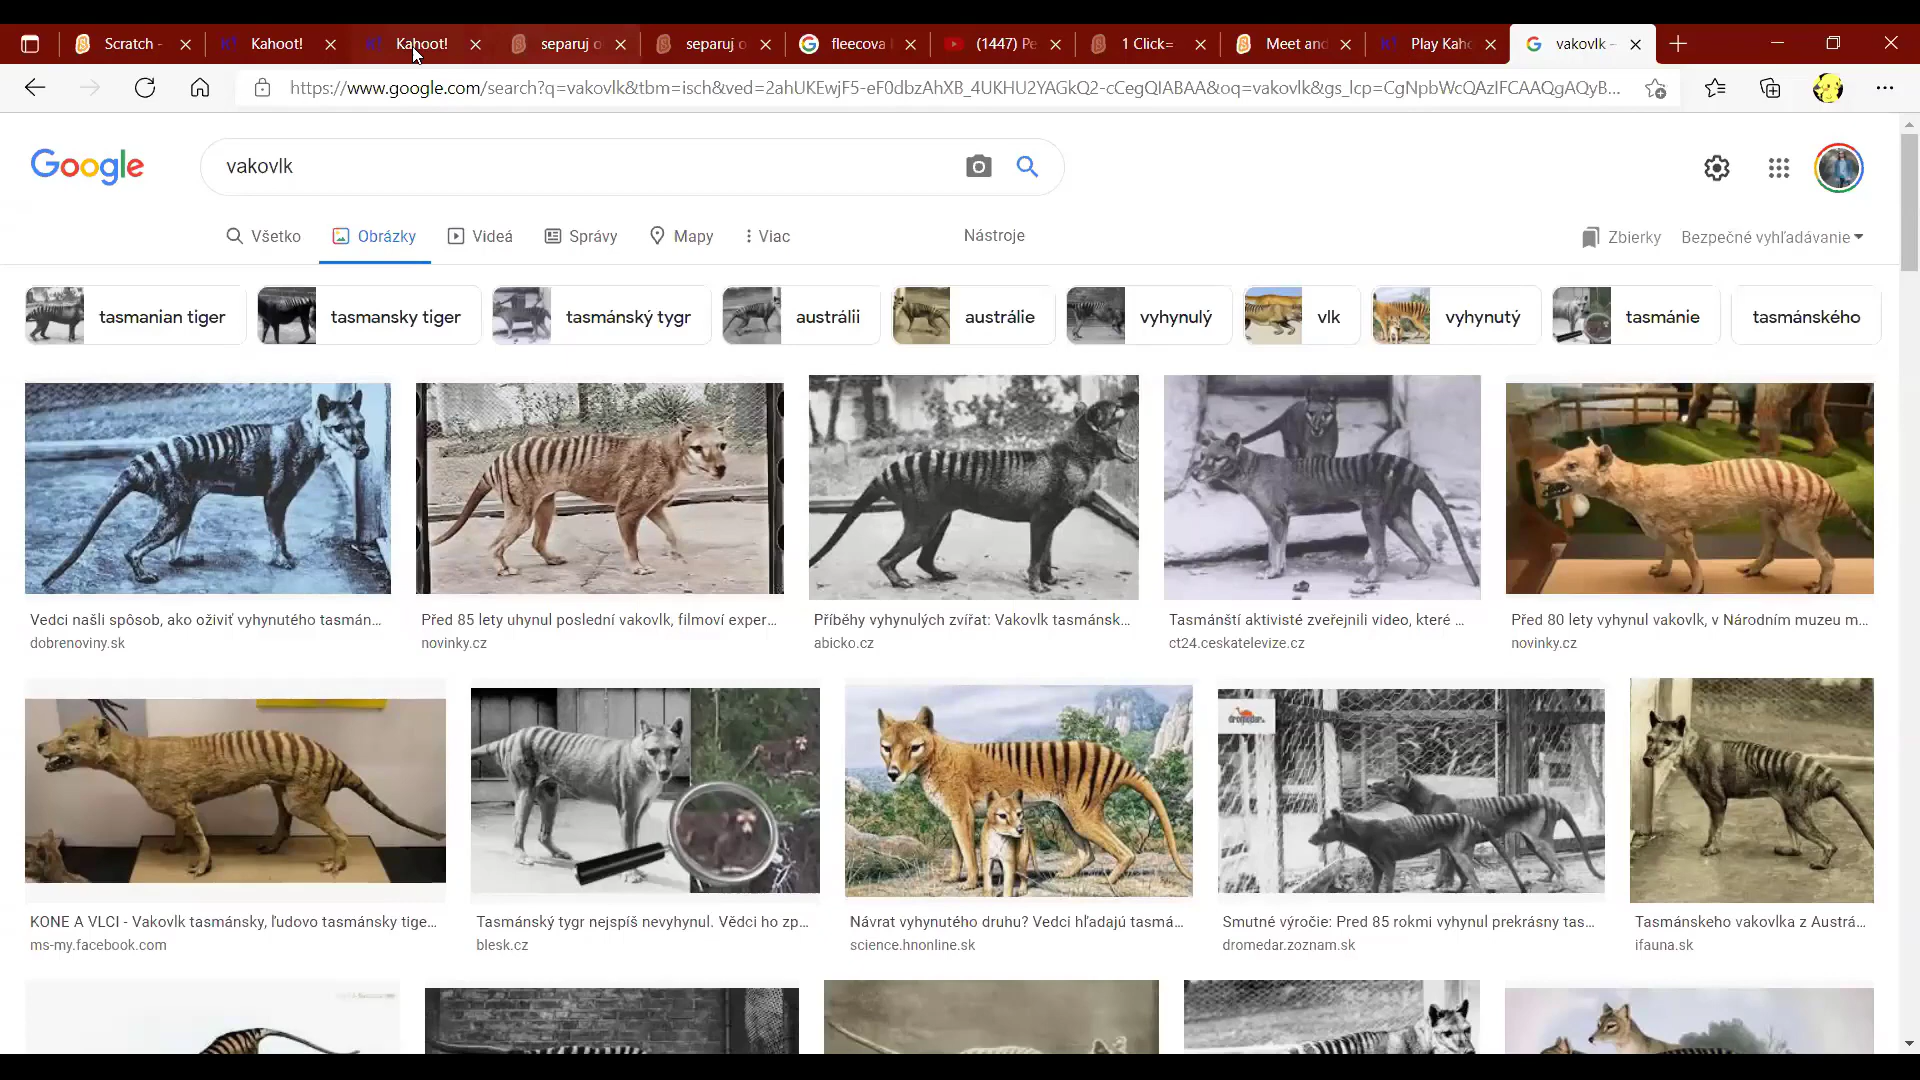 Scratch -
Kahoot!
Kahoot!
separuj o
separuj o
fleecova
(1447) Pe
1 Click=
Meet and
Play Kaho
vakovlk -
https://www.google.com/search?q=vakovlk&tbm=isch&ved=2ahUKEwjF5-eF0dbzAhXB_4UKHU2YAGkQ2-cCegQIABAA&oq=vakovlk&gs_lcp=CgNpbWcQAzIFCAAQgAQyB...
Google
vakovlk
Všetko
Obrázky
Videá
Správy
Mapy
Viac
Nástroje
Zbierky
Bezpečné vyhľadávanie
tasmanian tiger
tasmansky tiger
tasmánský tygr
austrálii
austrálie
vyhynulý
vlk
vyhynutý
tasmánie
tasmánského
Vedci našli spôsob, ako oživiť vyhynutého tasmán...
dobrenoviny.sk
Před 85 lety uhynul poslední vakovlk, filmoví exper...
novinky.cz
Příběhy vyhynulých zvířat: Vakovlk tasmánsk...
abicko.cz
Tasmánští aktivisté zveřejnili video, které ...
ct24.ceskatelevize.cz
Před 80 lety vyhynul vakovlk, v Národním muzeu m...
novinky.cz
dromedar.
KONE A VLCI - Vakovlk tasmánsky, ľudovo tasmánsky tige...
ms-my.facebook.com
Tasmánský tygr nejspíš nevyhynul. Vědci ho zp...
blesk.cz
Návrat vyhynutého druhu? Vedci hľadajú tasmá...
science.hnonline.sk
Smutné výročie: Pred 85 rokmi vyhynul prekrásny tas...
dromedar.zoznam.sk
Tasmánskeho vakovlka z Austrá...
ifauna.sk